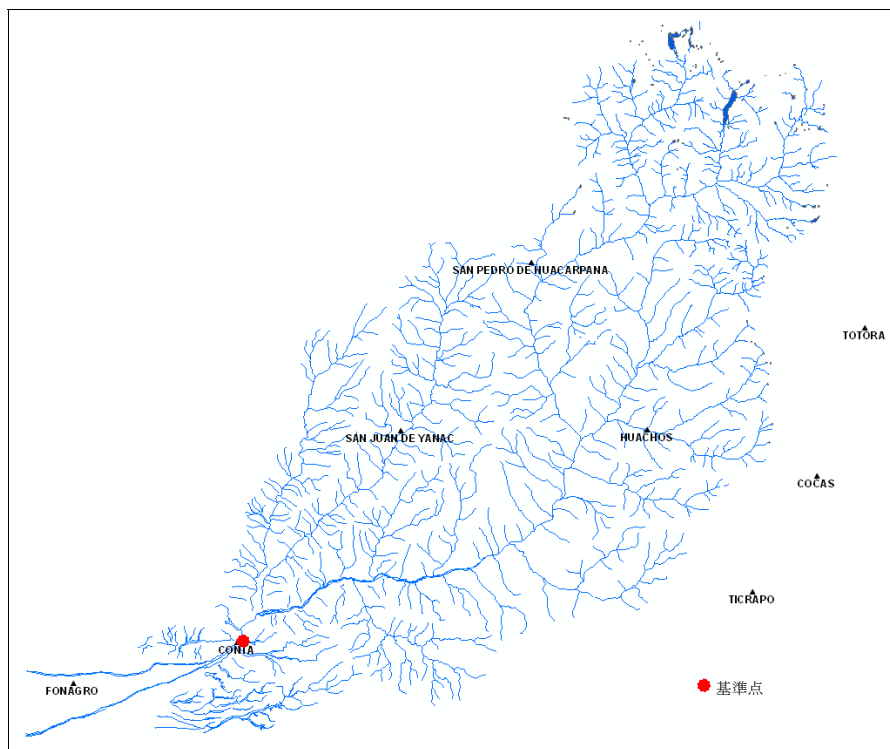 SAN PEDRO DE HUACARPANA
TOTORA
SAN JUAN DE YANAC
HUACHOS
COCAS
TICRAPO
CONTA
FONAGRO
基準点